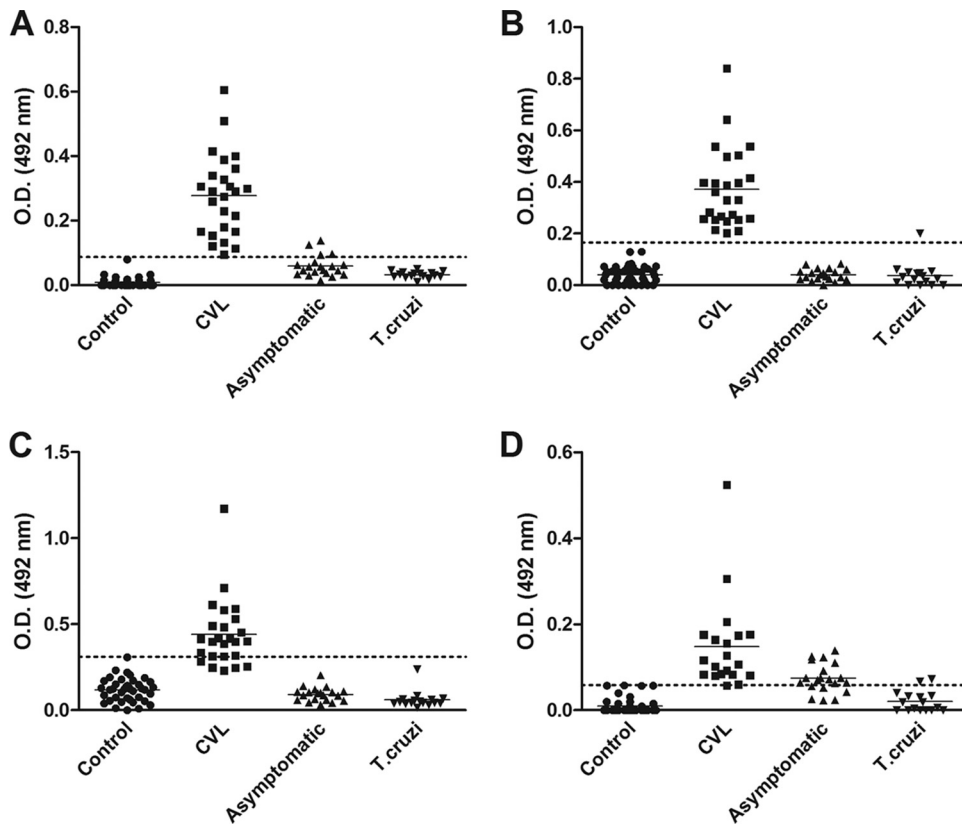 A
O.D. (492 nm)
0.8
0.6
0.4
0.2
0.0
Control
CVL
Asymptomatic
T.cruzi
B
O.D. (492 nm)
1.0
0.8
0.6
0.4
0.2
0.0
Control
CVL
Asymptomatic
T.cruzi
C
O.D. (492 nm)
1.5
1.0
0.5
0.0
Control
CVL
Asymptomatic
T.cruzi
D
O.D. (492 nm)
0.6
0.4
0.2
0.0
Control
CVL
Asymptomatic
T.cruzi